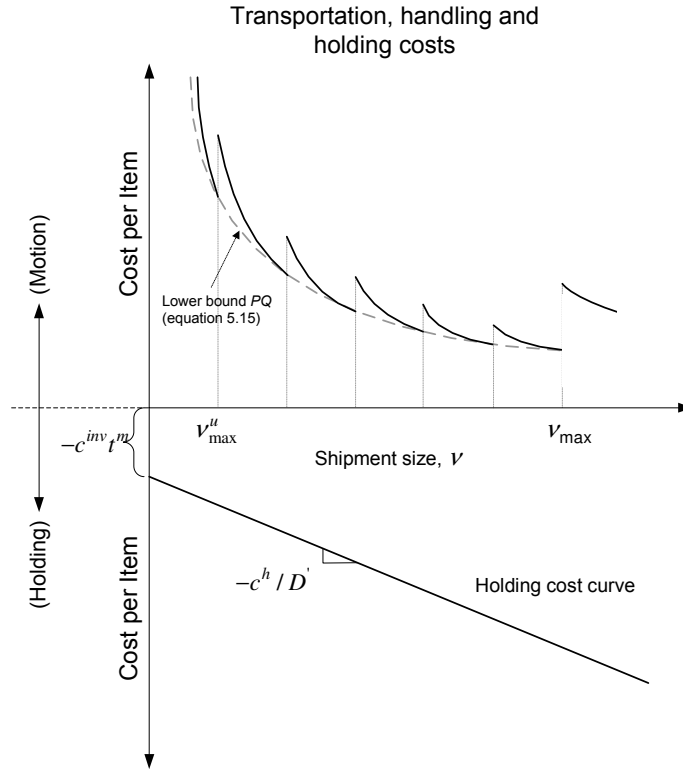 Transportation, handling and
holding costs
Cost per Item
(Motion)
Lower bound PQ
(equation 5.15)
ν^u_max
ν_max
−c^inv t^m
Shipment size, ν
(Holding)
Cost per Item
−c^h / D'
Holding cost curve